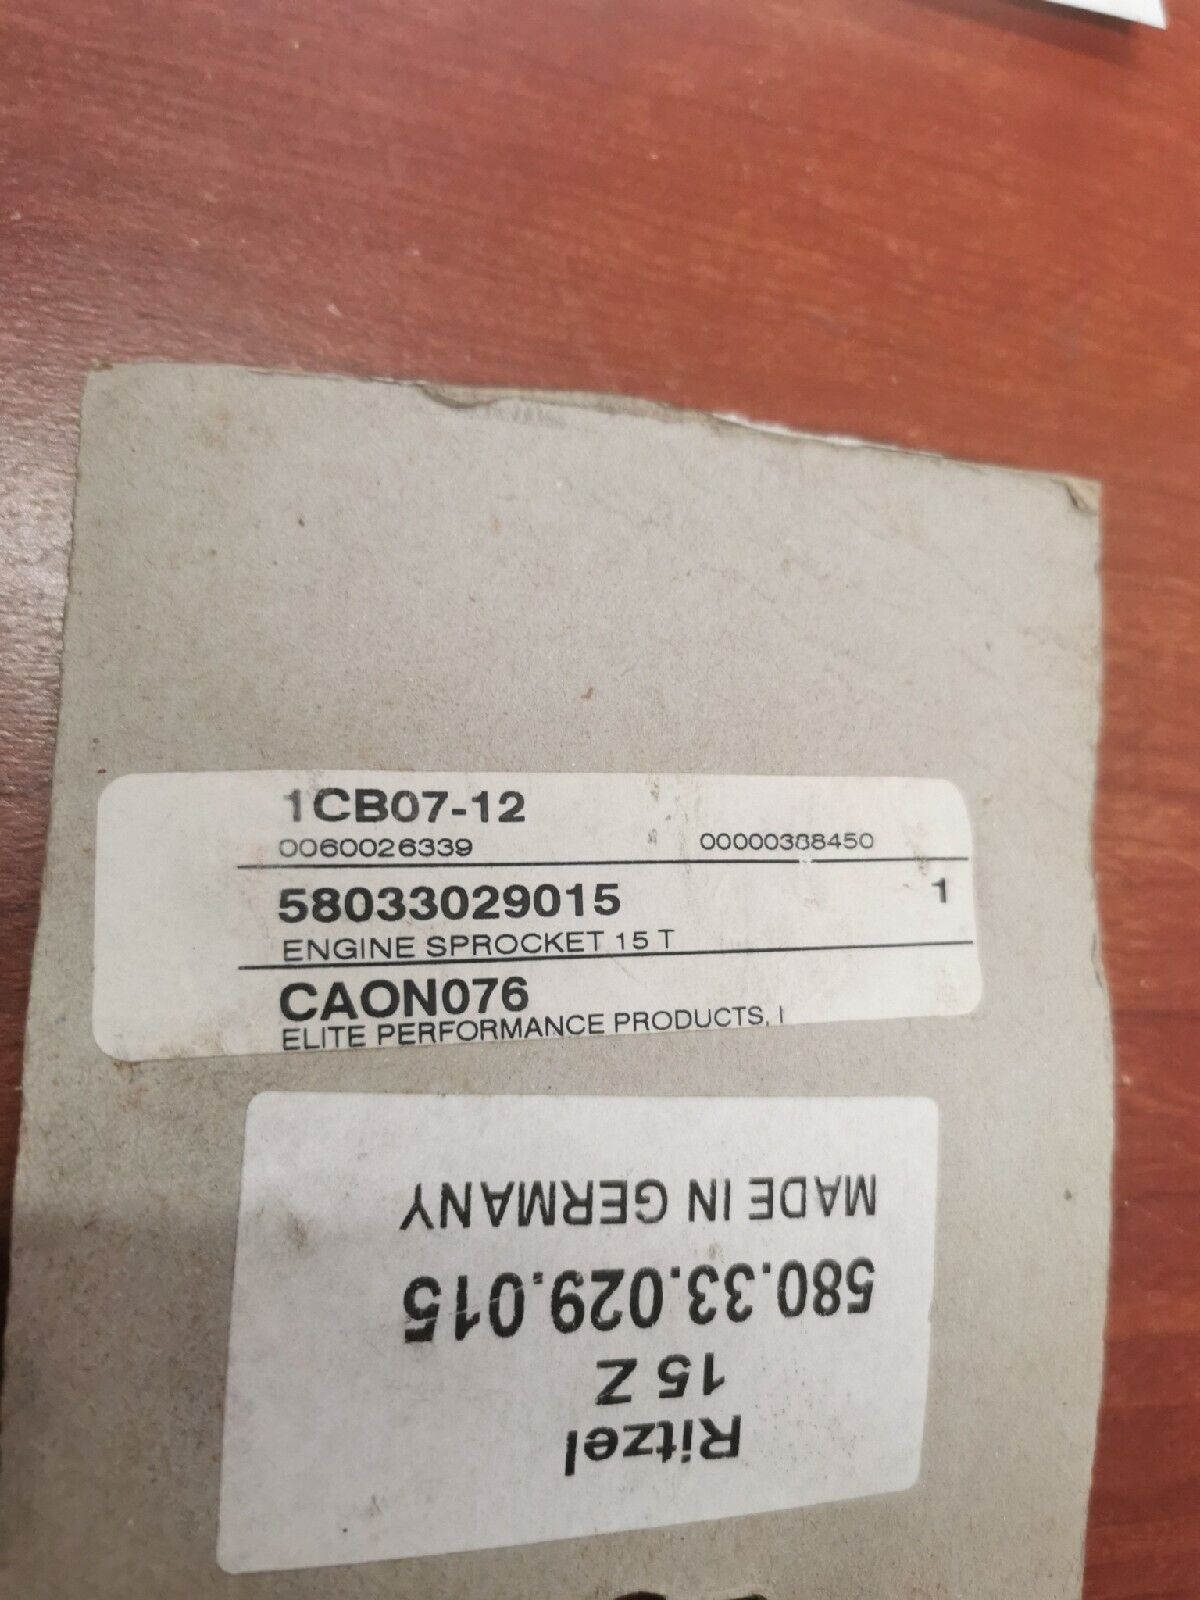 1CB07-12
0060026339 00000388450
58033029015 1
ENGINE SPROCKET 15 T
CAON076
ELITE PERFORMANCE PRODUCTS, I
Ritzel
15 Z
580.33.029.015
MADE IN GERMANY